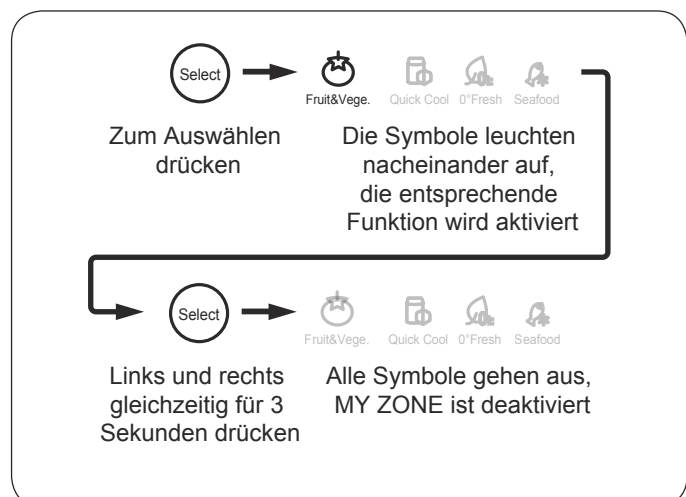 Select
Fruit&Vege. Quick Cool 0°Fresh Seafood
Zum Auswählen
drücken
Die Symbole leuchten
nacheinander auf,
die entsprechende
Funktion wird aktiviert
Select
Fruit&Vege. Quick Cool 0°Fresh Seafood
Links und rechts
gleichzeitig für 3
Sekunden drücken
Alle Symbole gehen aus,
MY ZONE ist deaktiviert